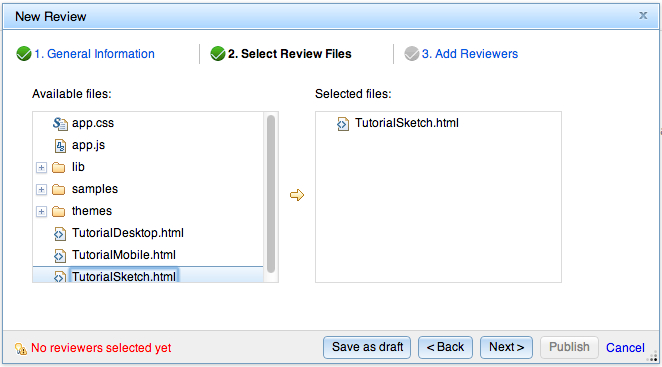 New Review
x
1. General Information
2. Select Review Files
3. Add Reviewers
Available files:
Selected files:
app.css
app.js
lib
samples
themes
TutorialDesktop.html
TutorialMobile.html
TutorialSketch.html
TutorialSketch.html
No reviewers selected yet
Save as draft
< Back
Next >
Publish
Cancel